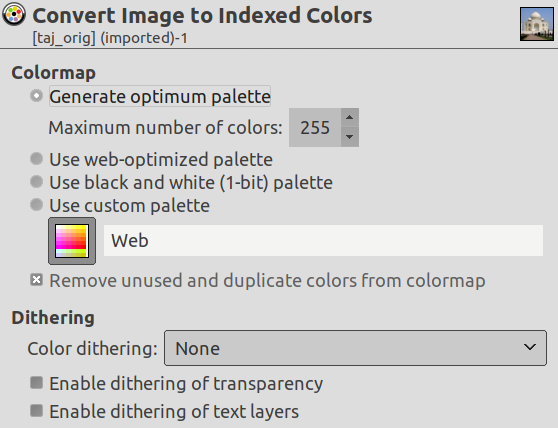 Convert Image to Indexed Colors
[taj_orig] (imported)-1
Colormap
Generate optimum palette
Maximum number of colors: 255
Use web-optimized palette
Use black and white (1-bit) palette
Use custom palette
Web
Remove unused and duplicate colors from colormap
Dithering
Color dithering: None
Enable dithering of transparency
Enable dithering of text layers